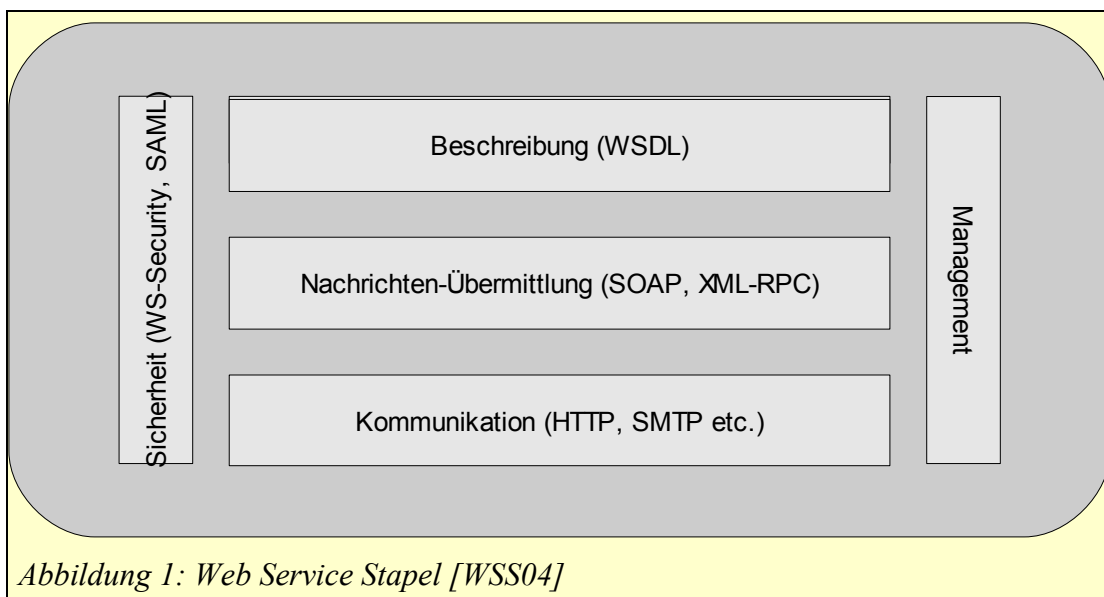 Sicherheit (WS-Security, SAML)
Beschreibung (WSDL)
Nachrichten-Übermittlung (SOAP, XML-RPC)
Kommunikation (HTTP, SMTP etc.)
Management
Abbildung 1: Web Service Stapel [WSS04]